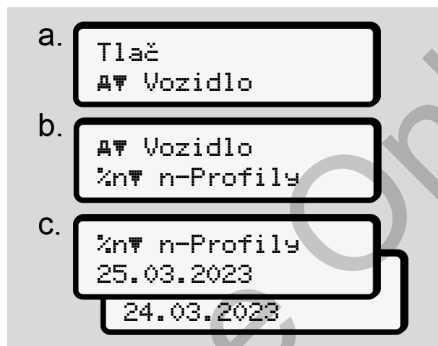 a.
Tlač
🚚▼ Vozidlo
b.
🚚▼ Vozidlo
%n▼ n-Profily
c.
%n▼ n-Profily
25.03.2023
24.03.2023